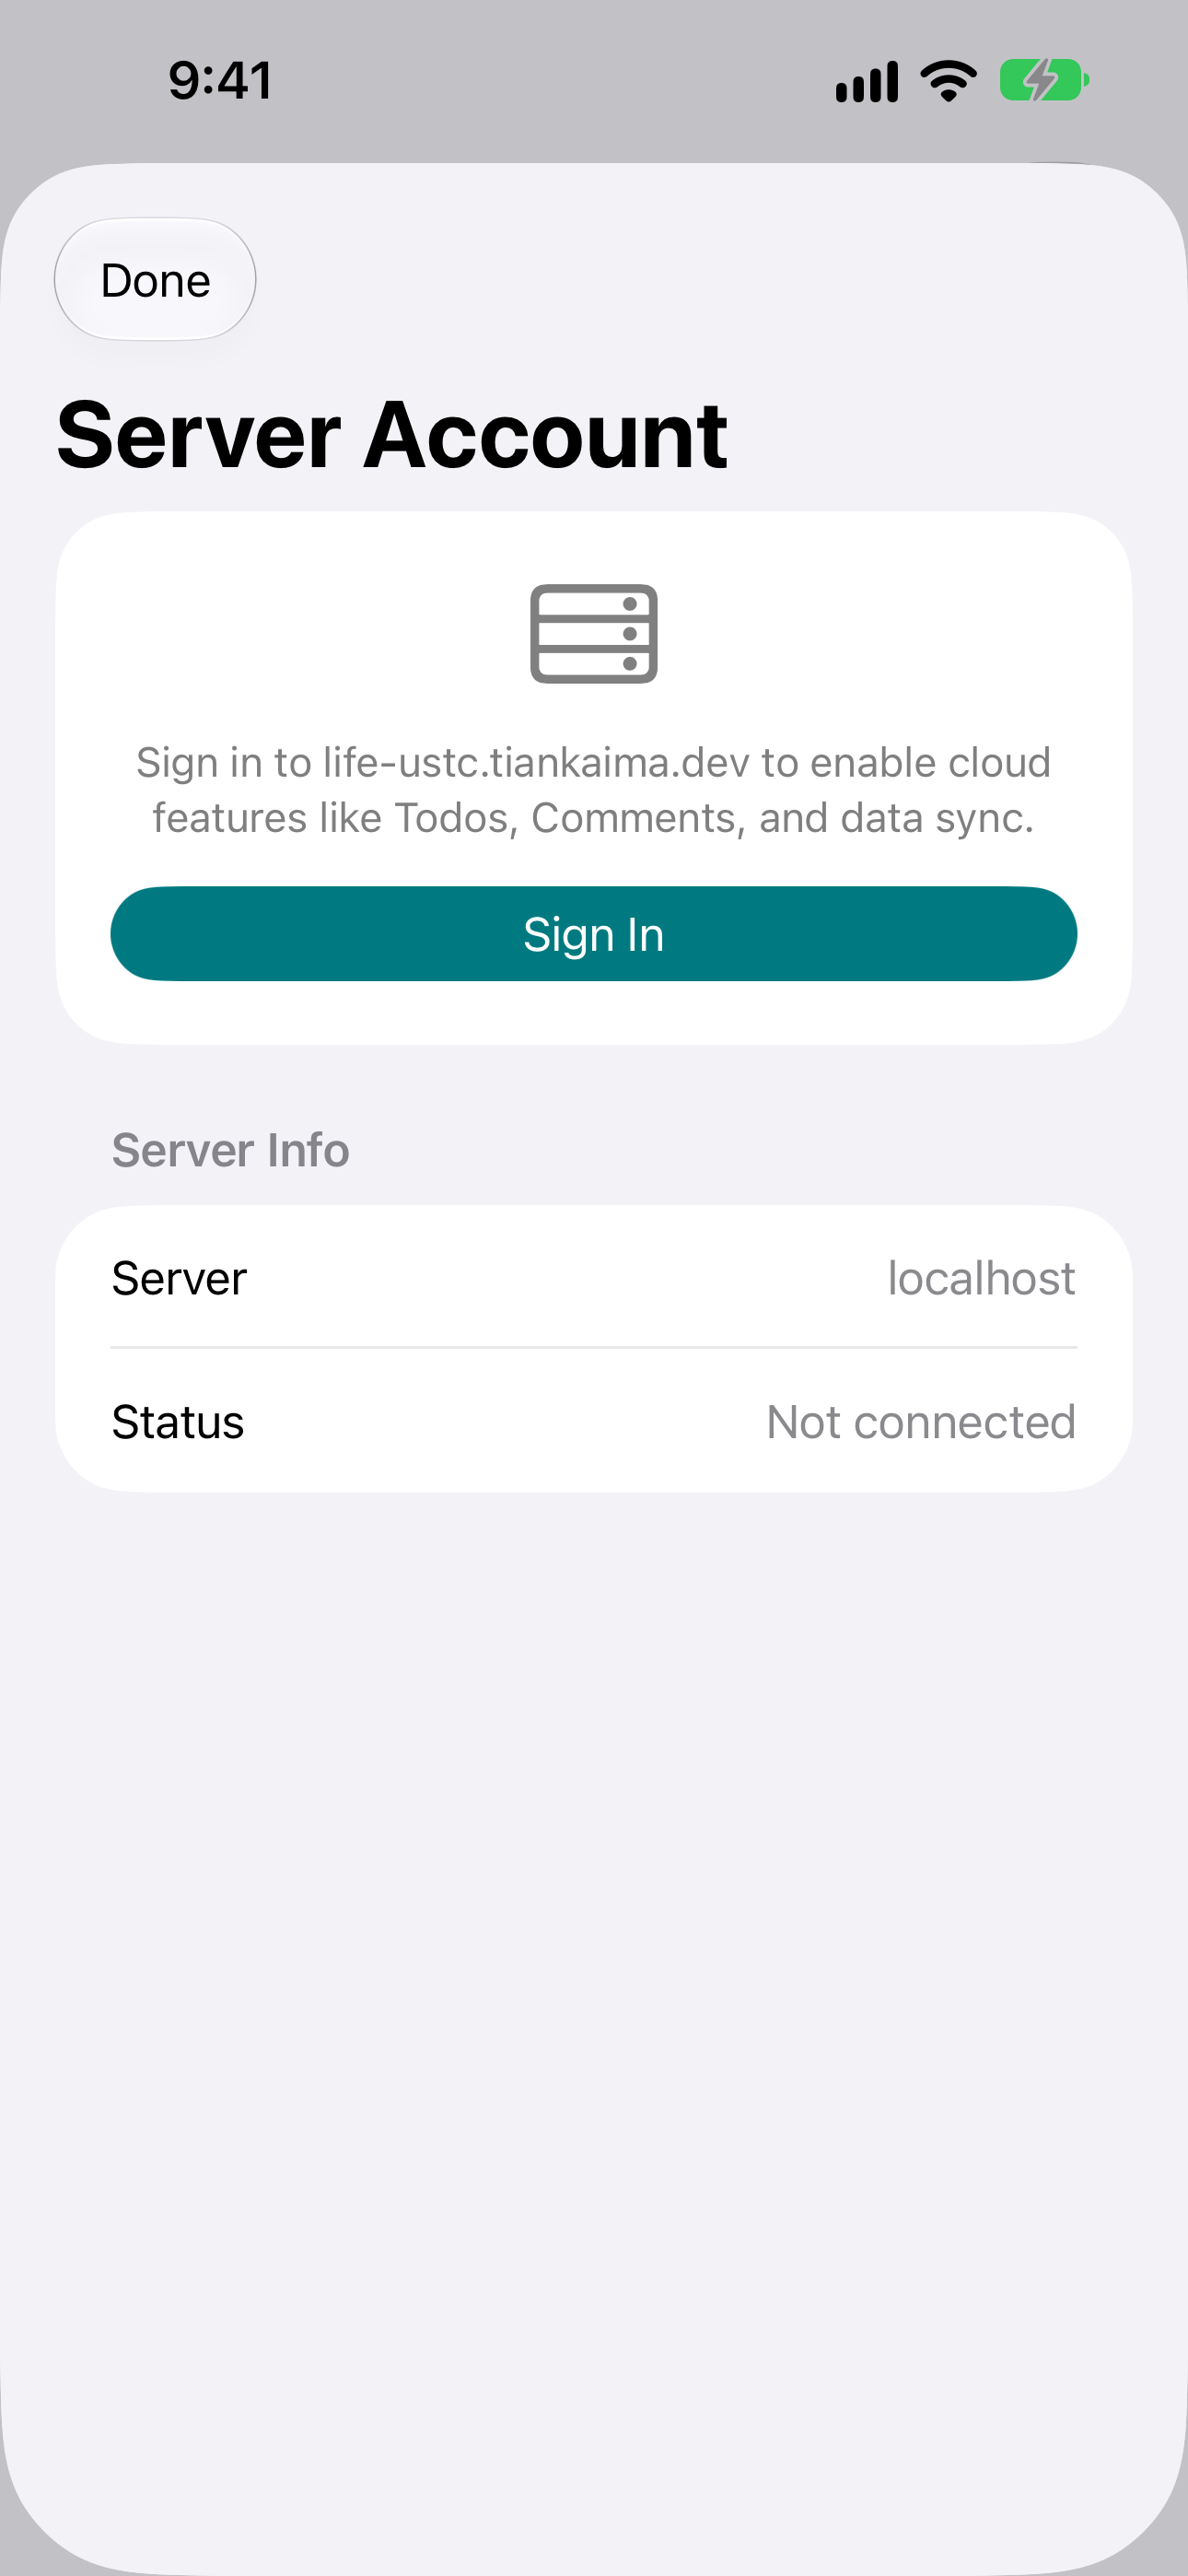 9:41
Done
Server Account
Sign in to life-ustc.tiankaima.dev to enable cloud
features like Todos, Comments, and data sync.
Sign In
Server Info
Server localhost
Status Not connected